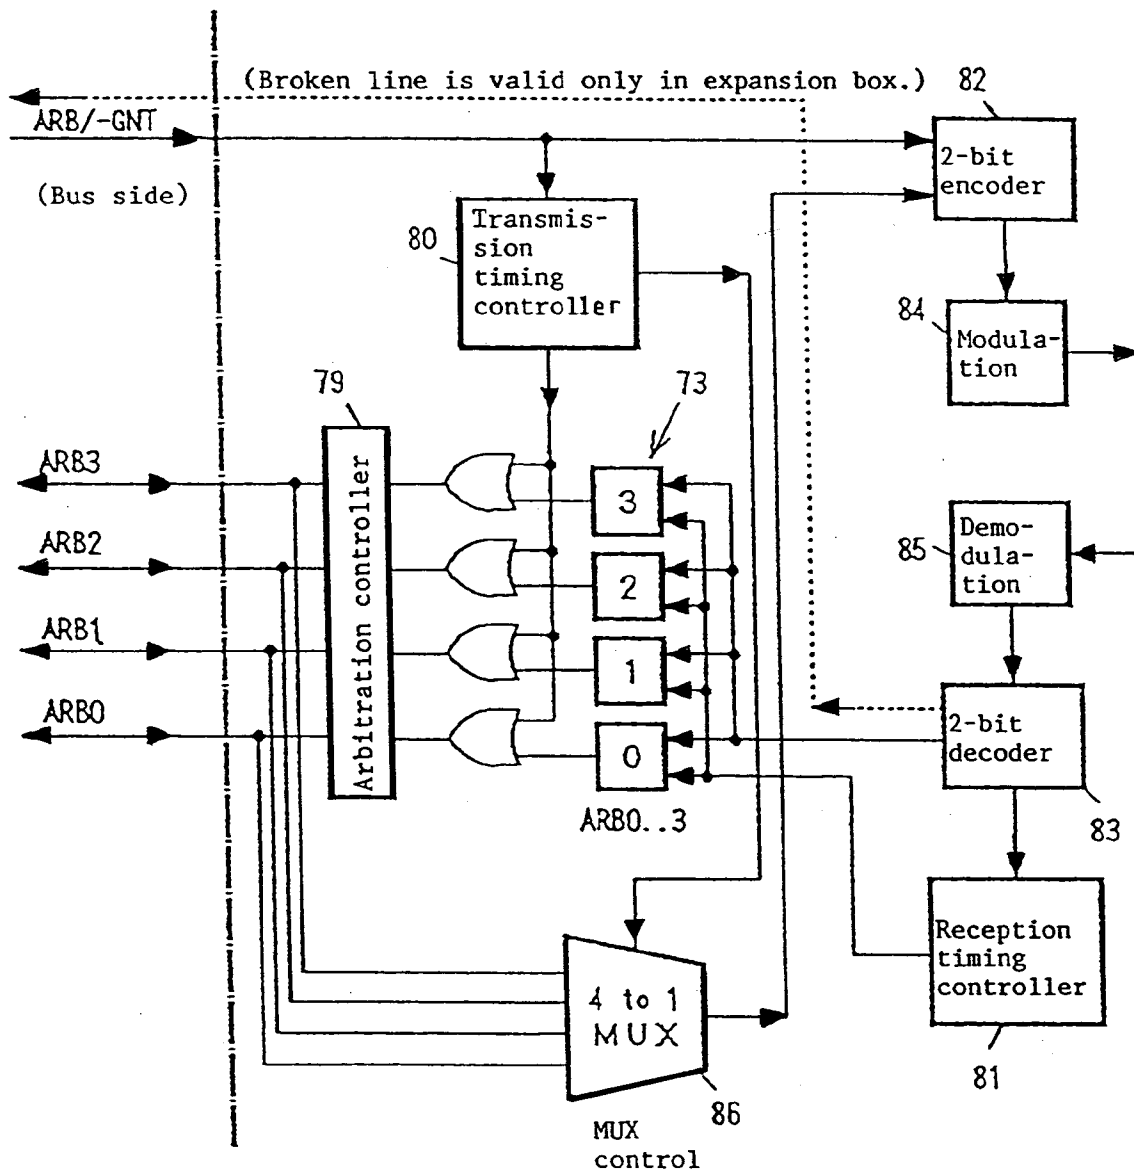 (Broken line is valid only in expansion box.)
82
ARB/-GNT
2-bit
encoder
(Bus side)
80
Transmis-
sion
timing
controller
84
Modula-
tion
79
73
ARB3
Arbitration controller
3
85
Demo-
dula-
tion
ARB2
2
ARB1
1
ARB0
0
2-bit
decoder
ARB0..3
83
Reception
timing
controller
4 to 1
MUX
81
86
MUX
control